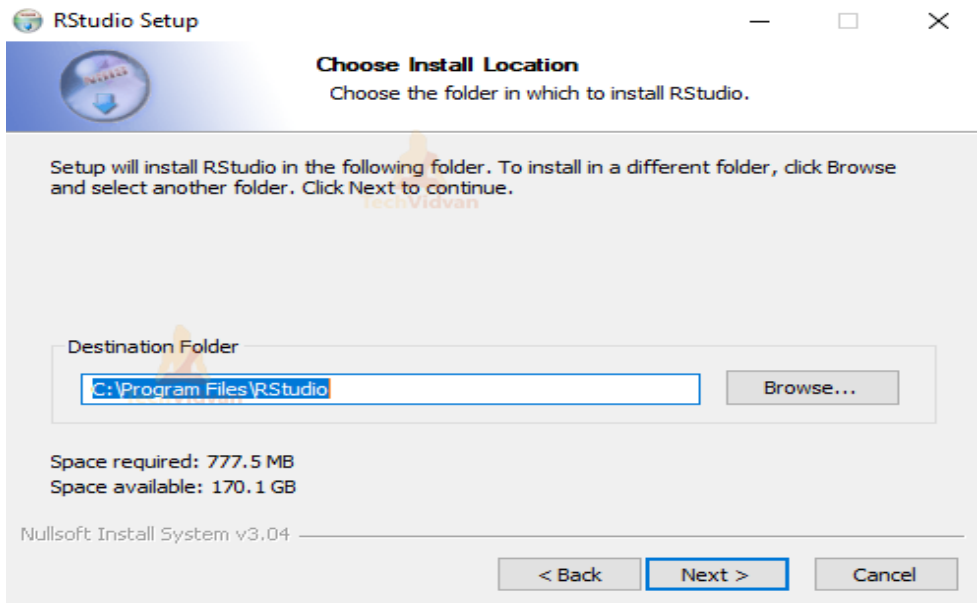 RStudio Setup
Choose Install Location
Choose the folder in which to install RStudio.
Setup will install RStudio in the following folder. To install in a different folder, click Browse
and select another folder. Click Next to continue.
TechVidvan
Destination Folder
C:\Program Files\RStudio
Browse...
TechVidvan
Space required: 777.5 MB
Space available: 170.1 GB
Nullsoft Install System v3.04
< Back
Next >
Cancel